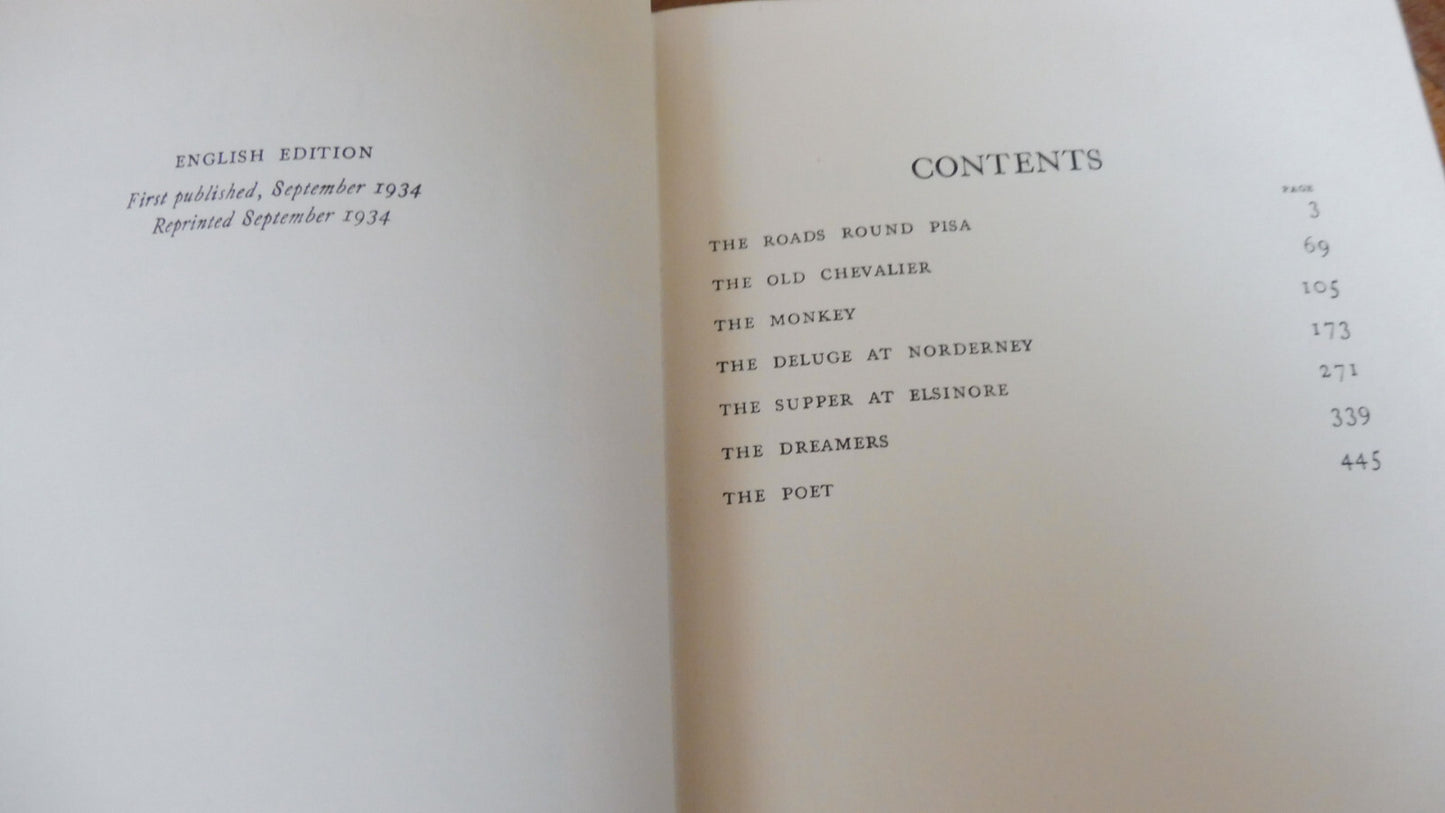 ENGLISH EDITION
First published, September 1934
Reprinted September 1934
CONTENTS
PAGE
THE ROADS ROUND PISA 3
THE OLD CHEVALIER 69
THE MONKEY 105
THE DELUGE AT NORDERNEY 173
THE SUPPER AT ELSINORE 271
THE DREAMERS 339
THE POET 445